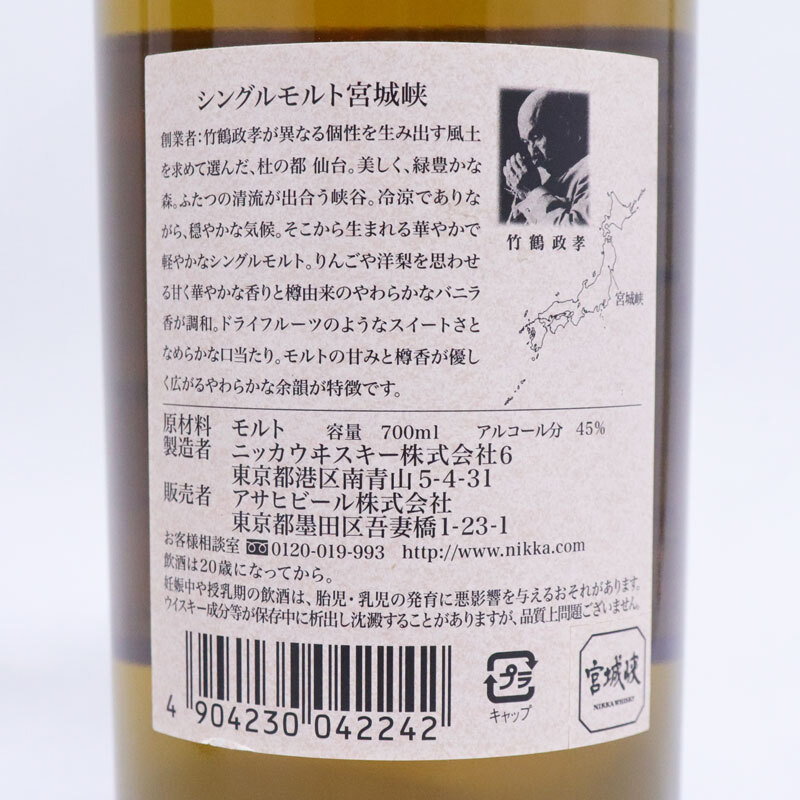 シングルモルト宮城峡
創業者:竹鶴政孝が異なる個性を生み出す風土
を求めて選んだ、杜の都 仙台。美しく、緑豊かな
森。ふたつの清流が出合う峡谷。冷涼でありな
がら、穏やかな気候。そこから生まれる華やかで
軽やかなシングルモルト。りんごや洋梨を思わせ
る甘く華やかな香りと樽由来のやわらかなバニラ
香が調和。ドライフルーツのようなスイートさと
なめらかな口当たり。モルトの甘みと樽香が優し
く広がるやわらかな余韻が特徴です。
竹鶴政孝
宮城峡
原材料 モルト 容量 700ml アルコール分 45%
製造者 ニッカウヰスキー株式会社6
東京都港区南青山5-4-31
販売者 アサヒビール株式会社
東京都墨田区吾妻橋1-23-1
お客様相談室 0120-019-993 http://www.nikka.com
飲酒は20歳になってから。
妊娠中や授乳期の飲酒は、胎児・乳児の発育に悪影響を与えるおそれがあります。
ウイスキー成分等が保存中に析出し沈澱することがありますが、品質上問題ございません。
4 904230 042242
プラ
キャップ
宮城峡
NIKKA WHISKY